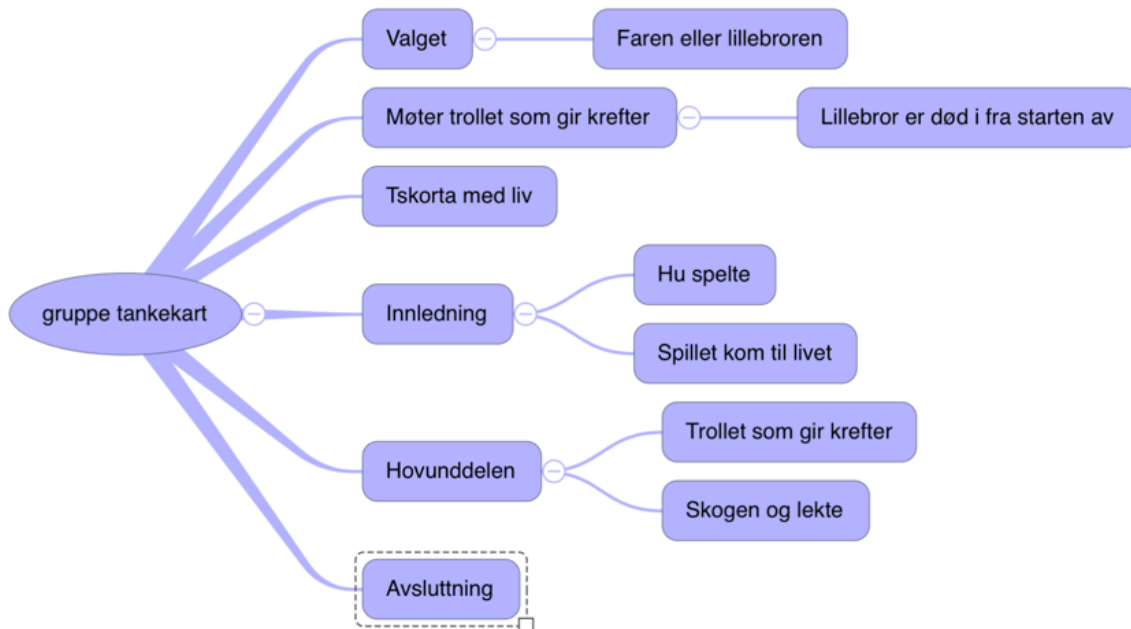 Valget
Faren eller lillebroren
Møter trollet som gir krefter
Lillebror er død i fra starten av
Tskorta med liv
gruppe tankekart
Innledning
Hu spelte
Spillet kom til livet
Hovunddelen
Trollet som gir krefter
Skogen og lekte
Avsluttning